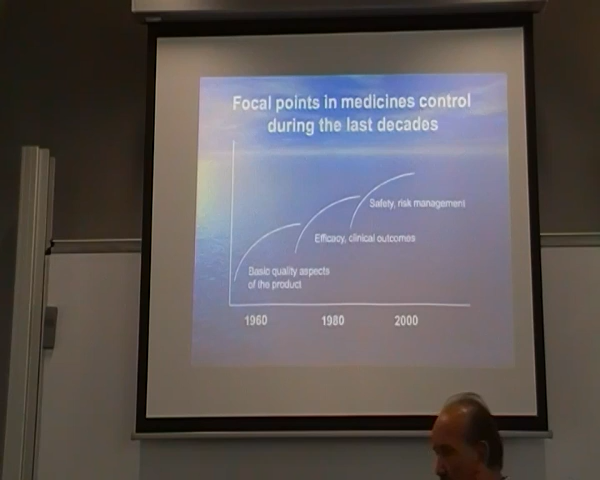 Focal points in medicines control
during the last decades
Safety, risk management
Efficacy, clinical outcomes
Basic quality aspects
of the product
1960 1980 2000